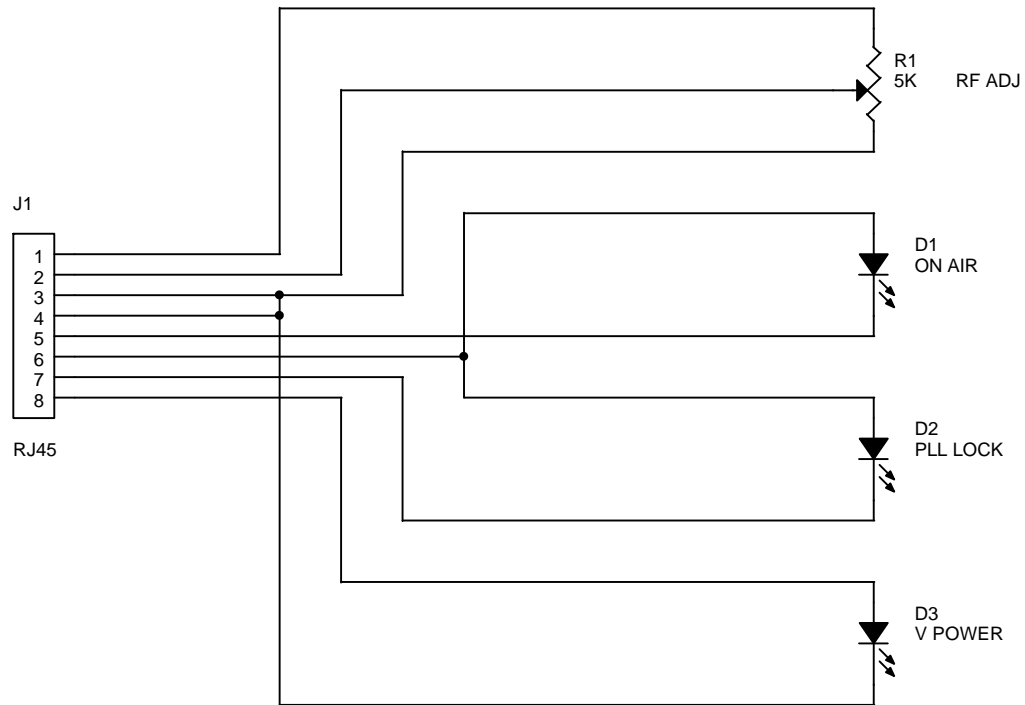 R1
5K RF ADJ
J1
1
2
3
4
5
6
7
8
RJ45
D1
ON AIR
D2
PLL LOCK
D3
V POWER